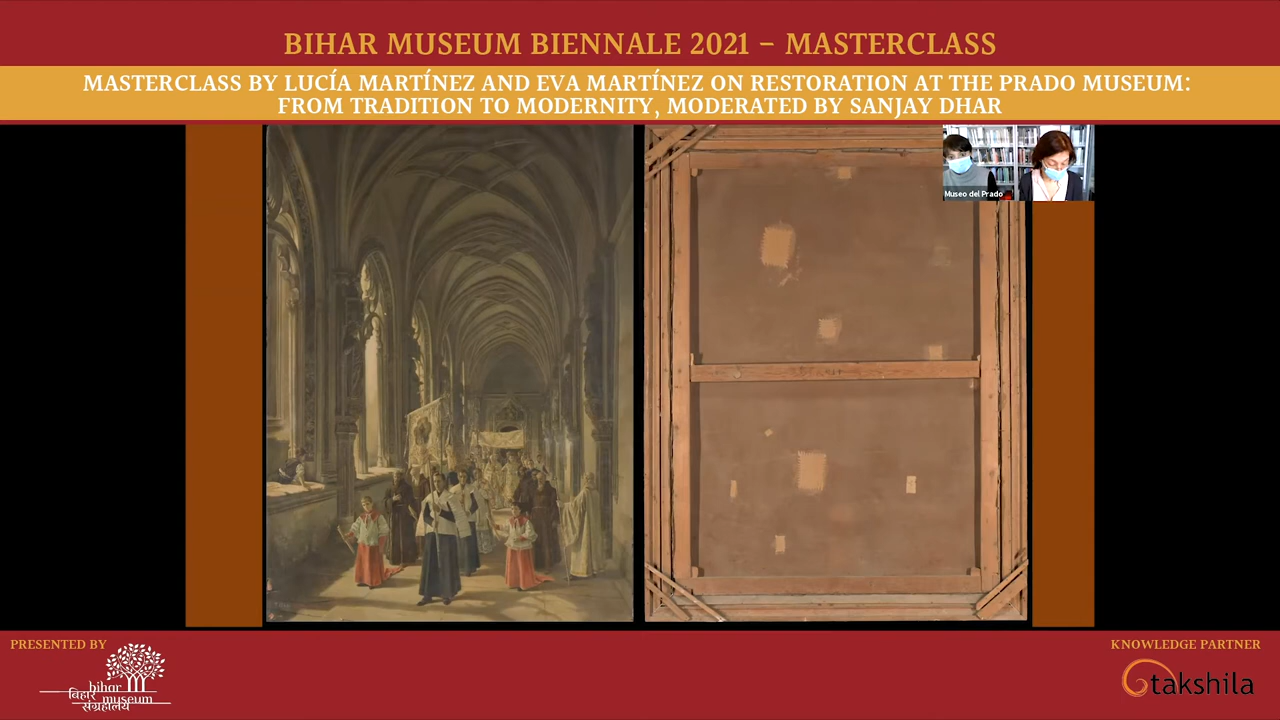 BIHAR MUSEUM BIENNALE 2021 – MASTERCLASS
MASTERCLASS BY LUCÍA MARTÍNEZ AND EVA MARTÍNEZ ON RESTORATION AT THE PRADO MUSEUM:
FROM TRADITION TO MODERNITY, MODERATED BY SANJAY DHAR
Museo del Prado
PRESENTED BY
bihar
बिहार museum
संग्रहालय
KNOWLEDGE PARTNER
takshila